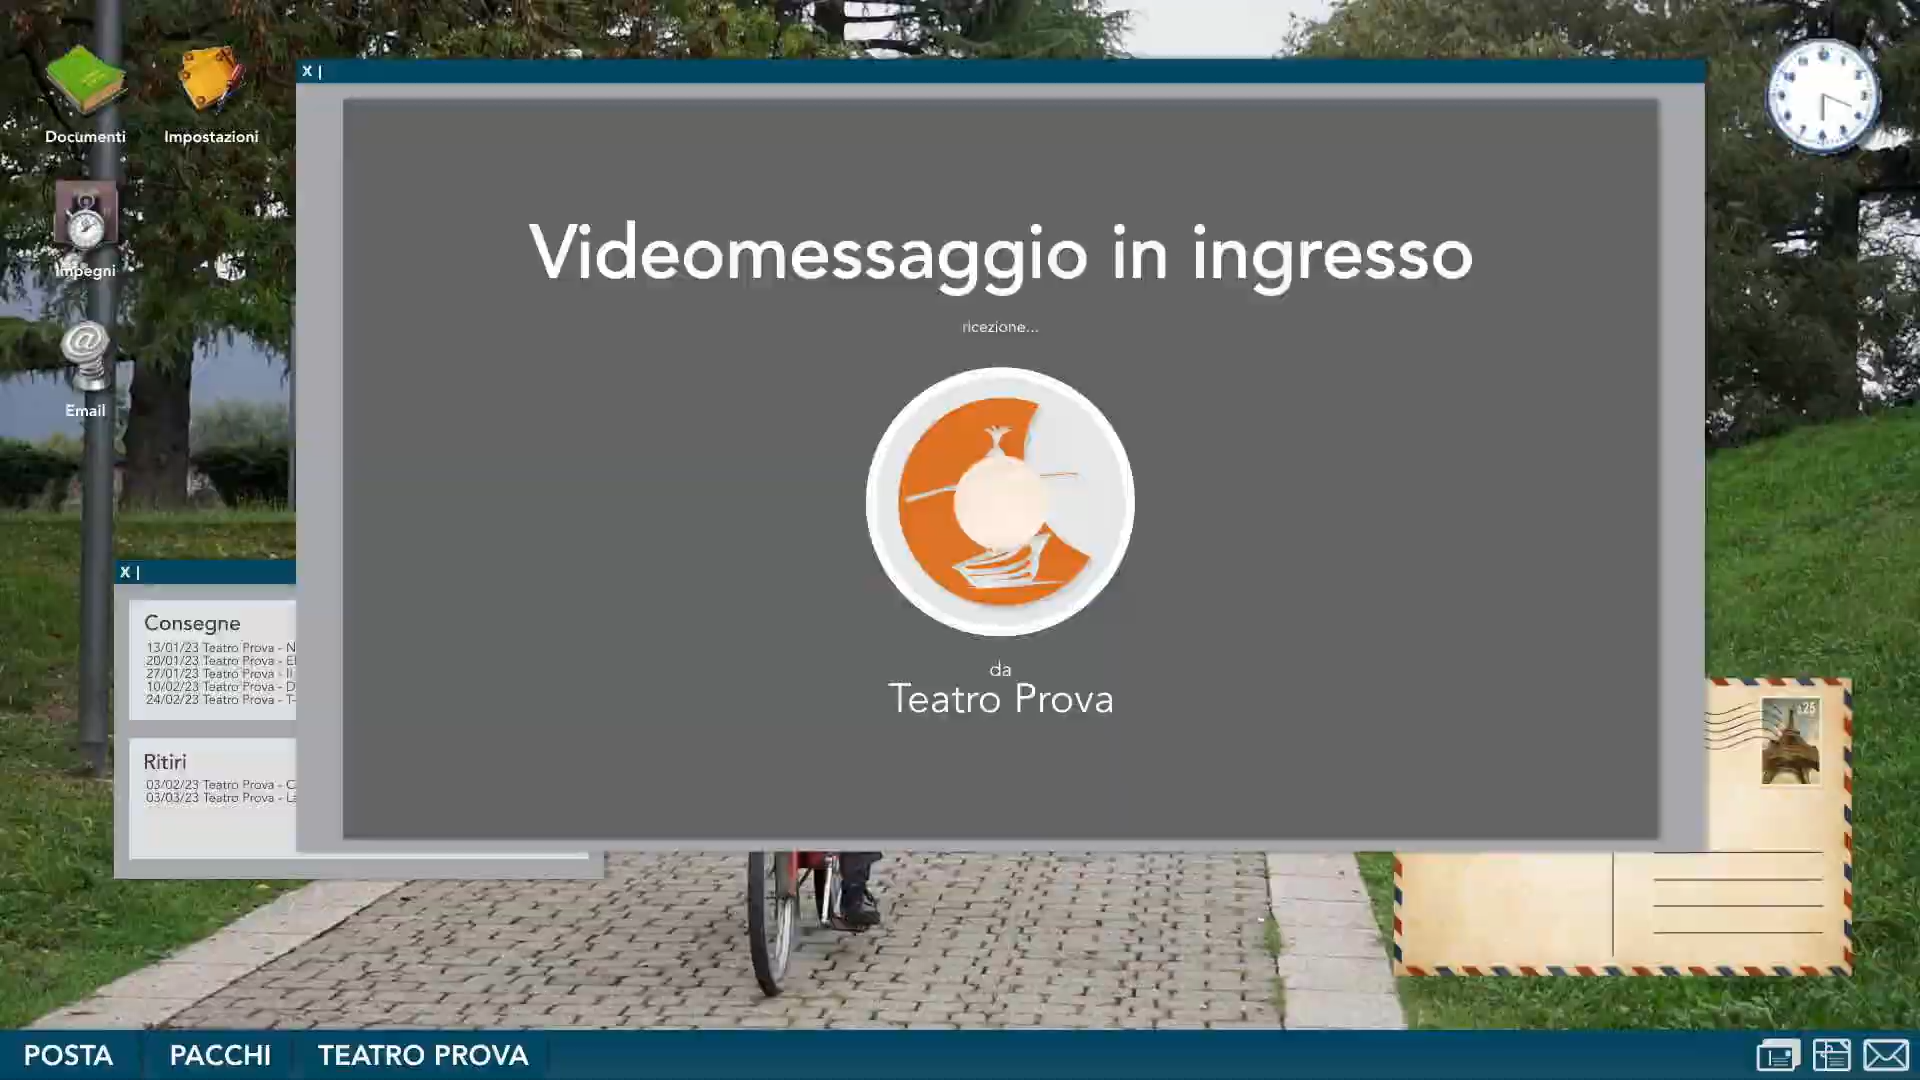 Documenti
Impostazioni
Impegni
Email
X |
Videomessaggio in ingresso
ricezione...
da
Teatro Prova
X |
Consegne
13/01/23 Teatro Prova - N
20/01/23 Teatro Prova - El
27/01/23 Teatro Prova - Il
10/02/23 Teatro Prova - D
24/02/23 Teatro Prova - T-
Ritiri
03/02/23 Teatro Prova - C
03/03/23 Teatro Prova - La
POSTA
PACCHI
TEATRO PROVA